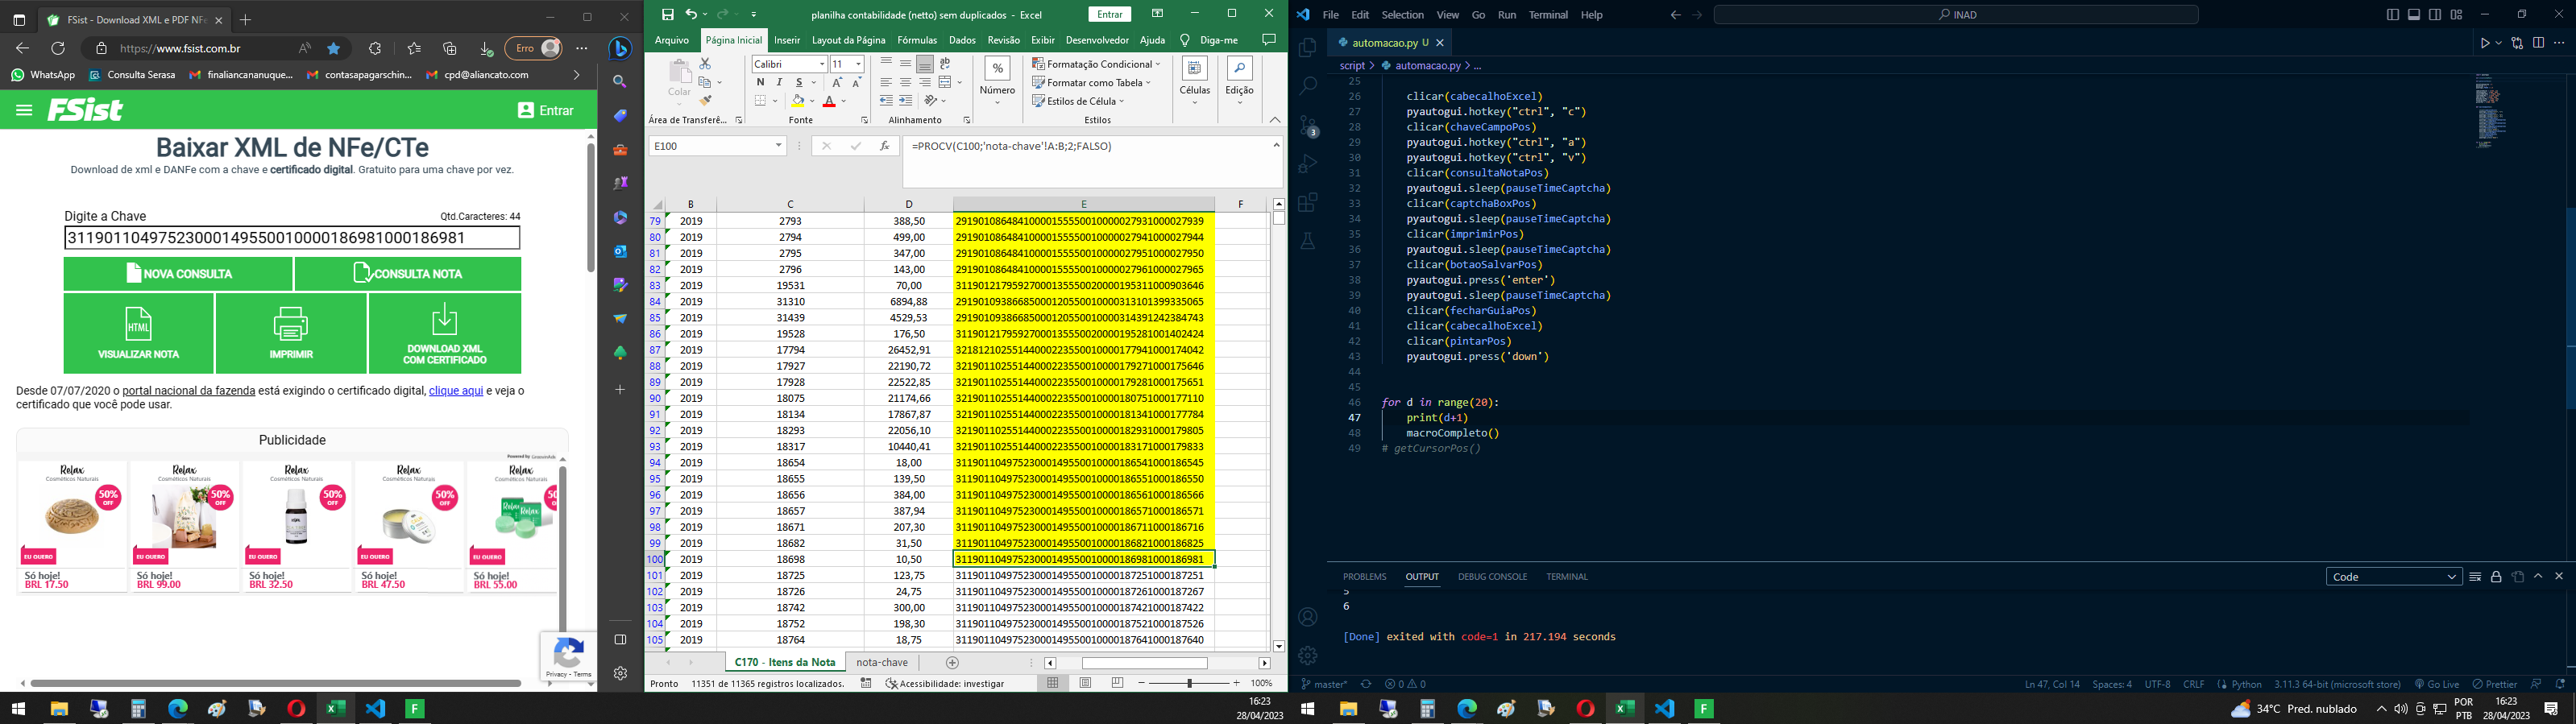 FSist - Download XML e PDF NFe
https://www.fsist.com.br
Erro
WhatsApp
Consulta Serasa
finaliancananuque...
contasapagarschin...
cpd@aliancato.com
FSist
Entrar
Baixar XML de NFe/CTe
Download de xml e DANFe com a chave e certificado digital. Gratuito para uma chave por vez.
Digite a Chave
Qtd.Caracteres: 44
31190110497523000149550010000186981000186981
NOVA CONSULTA
CONSULTA NOTA
HTML
VISUALIZAR NOTA
IMPRIMIR
DOWNLOAD XML
COM CERTIFICADO
Desde 07/07/2020 o portal nacional da fazenda está exigindo o certificado digital, clique aqui e veja o
certificado que você pode usar.
Publicidade
Relax Relax Relax Relax Relax
Cosméticos Naturais Cosméticos Naturais Cosméticos Naturais Cosméticos Naturais Cosméticos Naturais
50% 50% 50% 50% 50%
OFF OFF OFF OFF
EU QUERO EU QUERO EU QUERO EU QUERO EU QUERO
Só hoje! Só hoje! Só hoje! Só hoje! Só hoje!
BRL 17.50 BRL 99.00 BRL 32.50 BRL 47.50 BRL 55.00
Privacy - Terms
planilha contabilidade (netto) sem duplicados - Excel
Entrar
Arquivo Página Inicial Inserir Layout da Página Fórmulas Dados Revisão Exibir Desenvolvedor Ajuda Diga-me
Colar
Calibri
11
N I S
Número
Formatação Condicional
Formatar como Tabela
Estilos de Célula
Células
Edição
Área de Transferê...
Fonte
Alinhamento
Estilos
E100
fx
=PROCV(C100;'nota-chave'!A:B;2;FALSO)
B C D E F
79 2019 2793 388,50 29190108648410000155550010000027931000027939
80 2019 2794 499,00 29190108648410000155550010000027941000027944
81 2019 2795 347,00 29190108648410000155550010000027951000027950
82 2019 2796 143,00 29190108648410000155550010000027961000027965
83 2019 19531 70,00 31190121795927000135550020000195311000903646
84 2019 31310 6894,88 29190109386685000120550010000313101399335065
85 2019 31439 4529,53 29190109386685000120550010000314391242384743
86 2019 19528 176,50 31190121795927000135550020000195281001402424
87 2019 17794 26452,91 32181210255144000223550010000177941000174042
88 2019 17927 22190,72 32190110255144000223550010000179271000175646
89 2019 17928 22522,85 32190110255144000223550010000179281000175651
90 2019 18075 21174,66 32190110255144000223550010000180751000177110
91 2019 18134 17867,87 32190110255144000223550010000181341000177784
92 2019 18293 22056,10 32190110255144000223550010000182931000179805
93 2019 18317 10440,41 32190110255144000223550010000183171000179833
94 2019 18654 18,00 31190110497523000149550010000186541000186545
95 2019 18655 139,50 31190110497523000149550010000186551000186550
96 2019 18656 384,00 31190110497523000149550010000186561000186566
97 2019 18657 387,94 31190110497523000149550010000186571000186571
98 2019 18671 207,30 31190110497523000149550010000186711000186716
99 2019 18682 31,50 31190110497523000149550010000186821000186825
100 2019 18698 10,50 31190110497523000149550010000186981000186981
101 2019 18725 123,75 31190110497523000149550010000187251000187251
102 2019 18726 24,75 31190110497523000149550010000187261000187267
103 2019 18742 300,00 31190110497523000149550010000187421000187422
104 2019 18752 198,30 31190110497523000149550010000187521000187526
105 2019 18764 18,75 31190110497523000149550010000187641000187640
C170 - Itens da Nota
nota-chave
Pronto
11351 de 11365 registros localizados.
Acessibilidade: investigar
100%
File Edit Selection View Go Run Terminal Help
INAD
automacao.py U
script > automacao.py > ...
25
26 clicar(cabecalhoExcel)
27 pyautogui.hotkey("ctrl", "c")
28 clicar(chaveCampoPos)
29 pyautogui.hotkey("ctrl", "a")
30 pyautogui.hotkey("ctrl", "v")
31 clicar(consultaNotaPos)
32 pyautogui.sleep(pauseTimeCaptcha)
33 clicar(captchaBoxPos)
34 pyautogui.sleep(pauseTimeCaptcha)
35 clicar(imprimirPos)
36 pyautogui.sleep(pauseTimeCaptcha)
37 clicar(botaoSalvarPos)
38 pyautogui.press('enter')
39 pyautogui.sleep(pauseTimeCaptcha)
40 clicar(fecharGuiaPos)
41 clicar(cabecalhoExcel)
42 clicar(pintarPos)
43 pyautogui.press('down')
44
45
46 for d in range(20):
47 print(d+1)
48 macroCompleto()
49 # getCursorPos()
3
PROBLEMS OUTPUT DEBUG CONSOLE TERMINAL
Code
5
6
[Done] exited with code=1 in 217.194 seconds
master*
0 0
Ln 47, Col 14
Spaces: 4
UTF-8
CRLF
Python
3.11.3 64-bit (microsoft store)
Go Live
Prettier
16:23
28/04/2023
34°C Pred. nublado
POR
PTB
16:23
28/04/2023